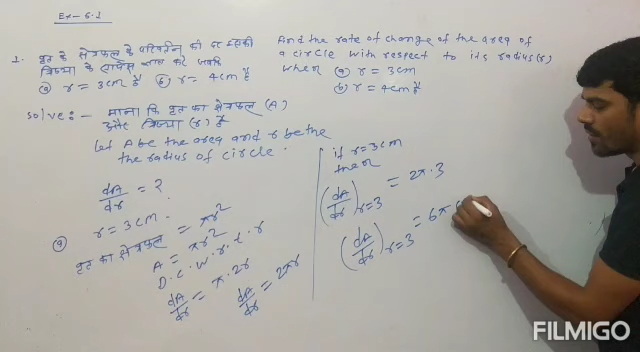 Ex- 6.1
1. वृत के क्षेत्रफल के परिवर्तन की दर इसकी
त्रिज्या के सापेक्ष ज्ञात करें जबकि
(a) r = 3cm है (b) r = 4cm है
And the rate of change of the area of
a circle with respect to its radius (r)
when (a) r = 3cm
(b) r = 4cm है
Solve:- माना कि वृत का क्षेत्रफल (A)
और त्रिज्या (r) है
Let A be the area and r be the
the radius of circle.
dA/dr = ?
(a) r = 3cm.
वृत का क्षेत्रफल = πr²
A = πr²
D.C.W.r.t.r
dA/dr = π.2r
dA/dr = 2πr
if r = 3cm
then
(dA/dr) r=3 = 2π.3
(dA/dr) r=3 = 6π
FILMIGO